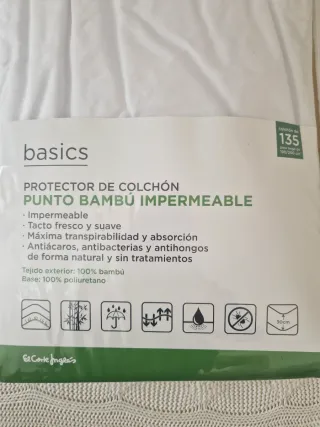 basics
135
PROTECTOR DE COLCHÓN
PUNTO BAMBÚ IMPERMEABLE
· Impermeable
· Tacto fresco y suave
· Máxima transpirabilidad y absorción
· Antiácaros, antibacterias y antihongos
de forma natural y sin tratamientos
Tejido exterior: 100% bambú
Base: 100% poliuretano
30cm
El Corte Inglés